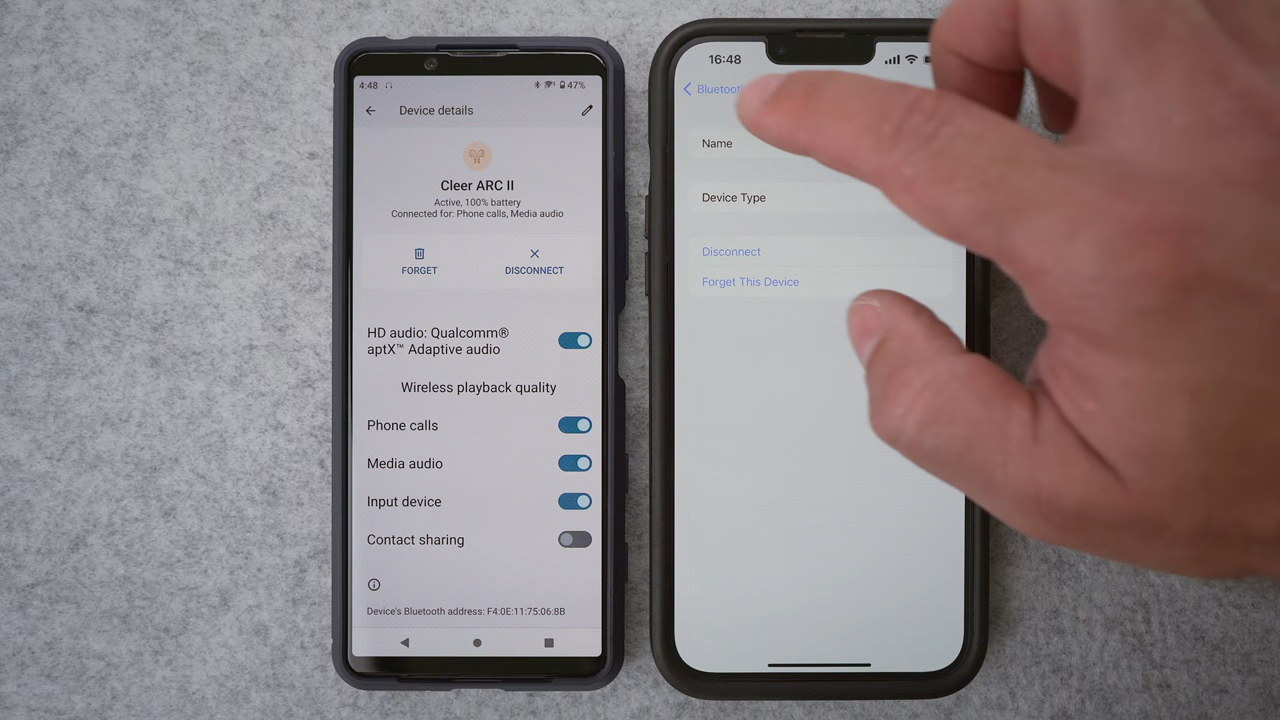 4:48
47%
Device details
Cleer ARC II
Active, 100% battery
Connected for: Phone calls, Media audio
FORGET
DISCONNECT
HD audio: Qualcomm®
aptX™ Adaptive audio
Wireless playback quality
Phone calls
Media audio
Input device
Contact sharing
Device's Bluetooth address: F4:0E:11:75:06:8B
16:48
Name
Device Type
Disconnect
Forget This Device